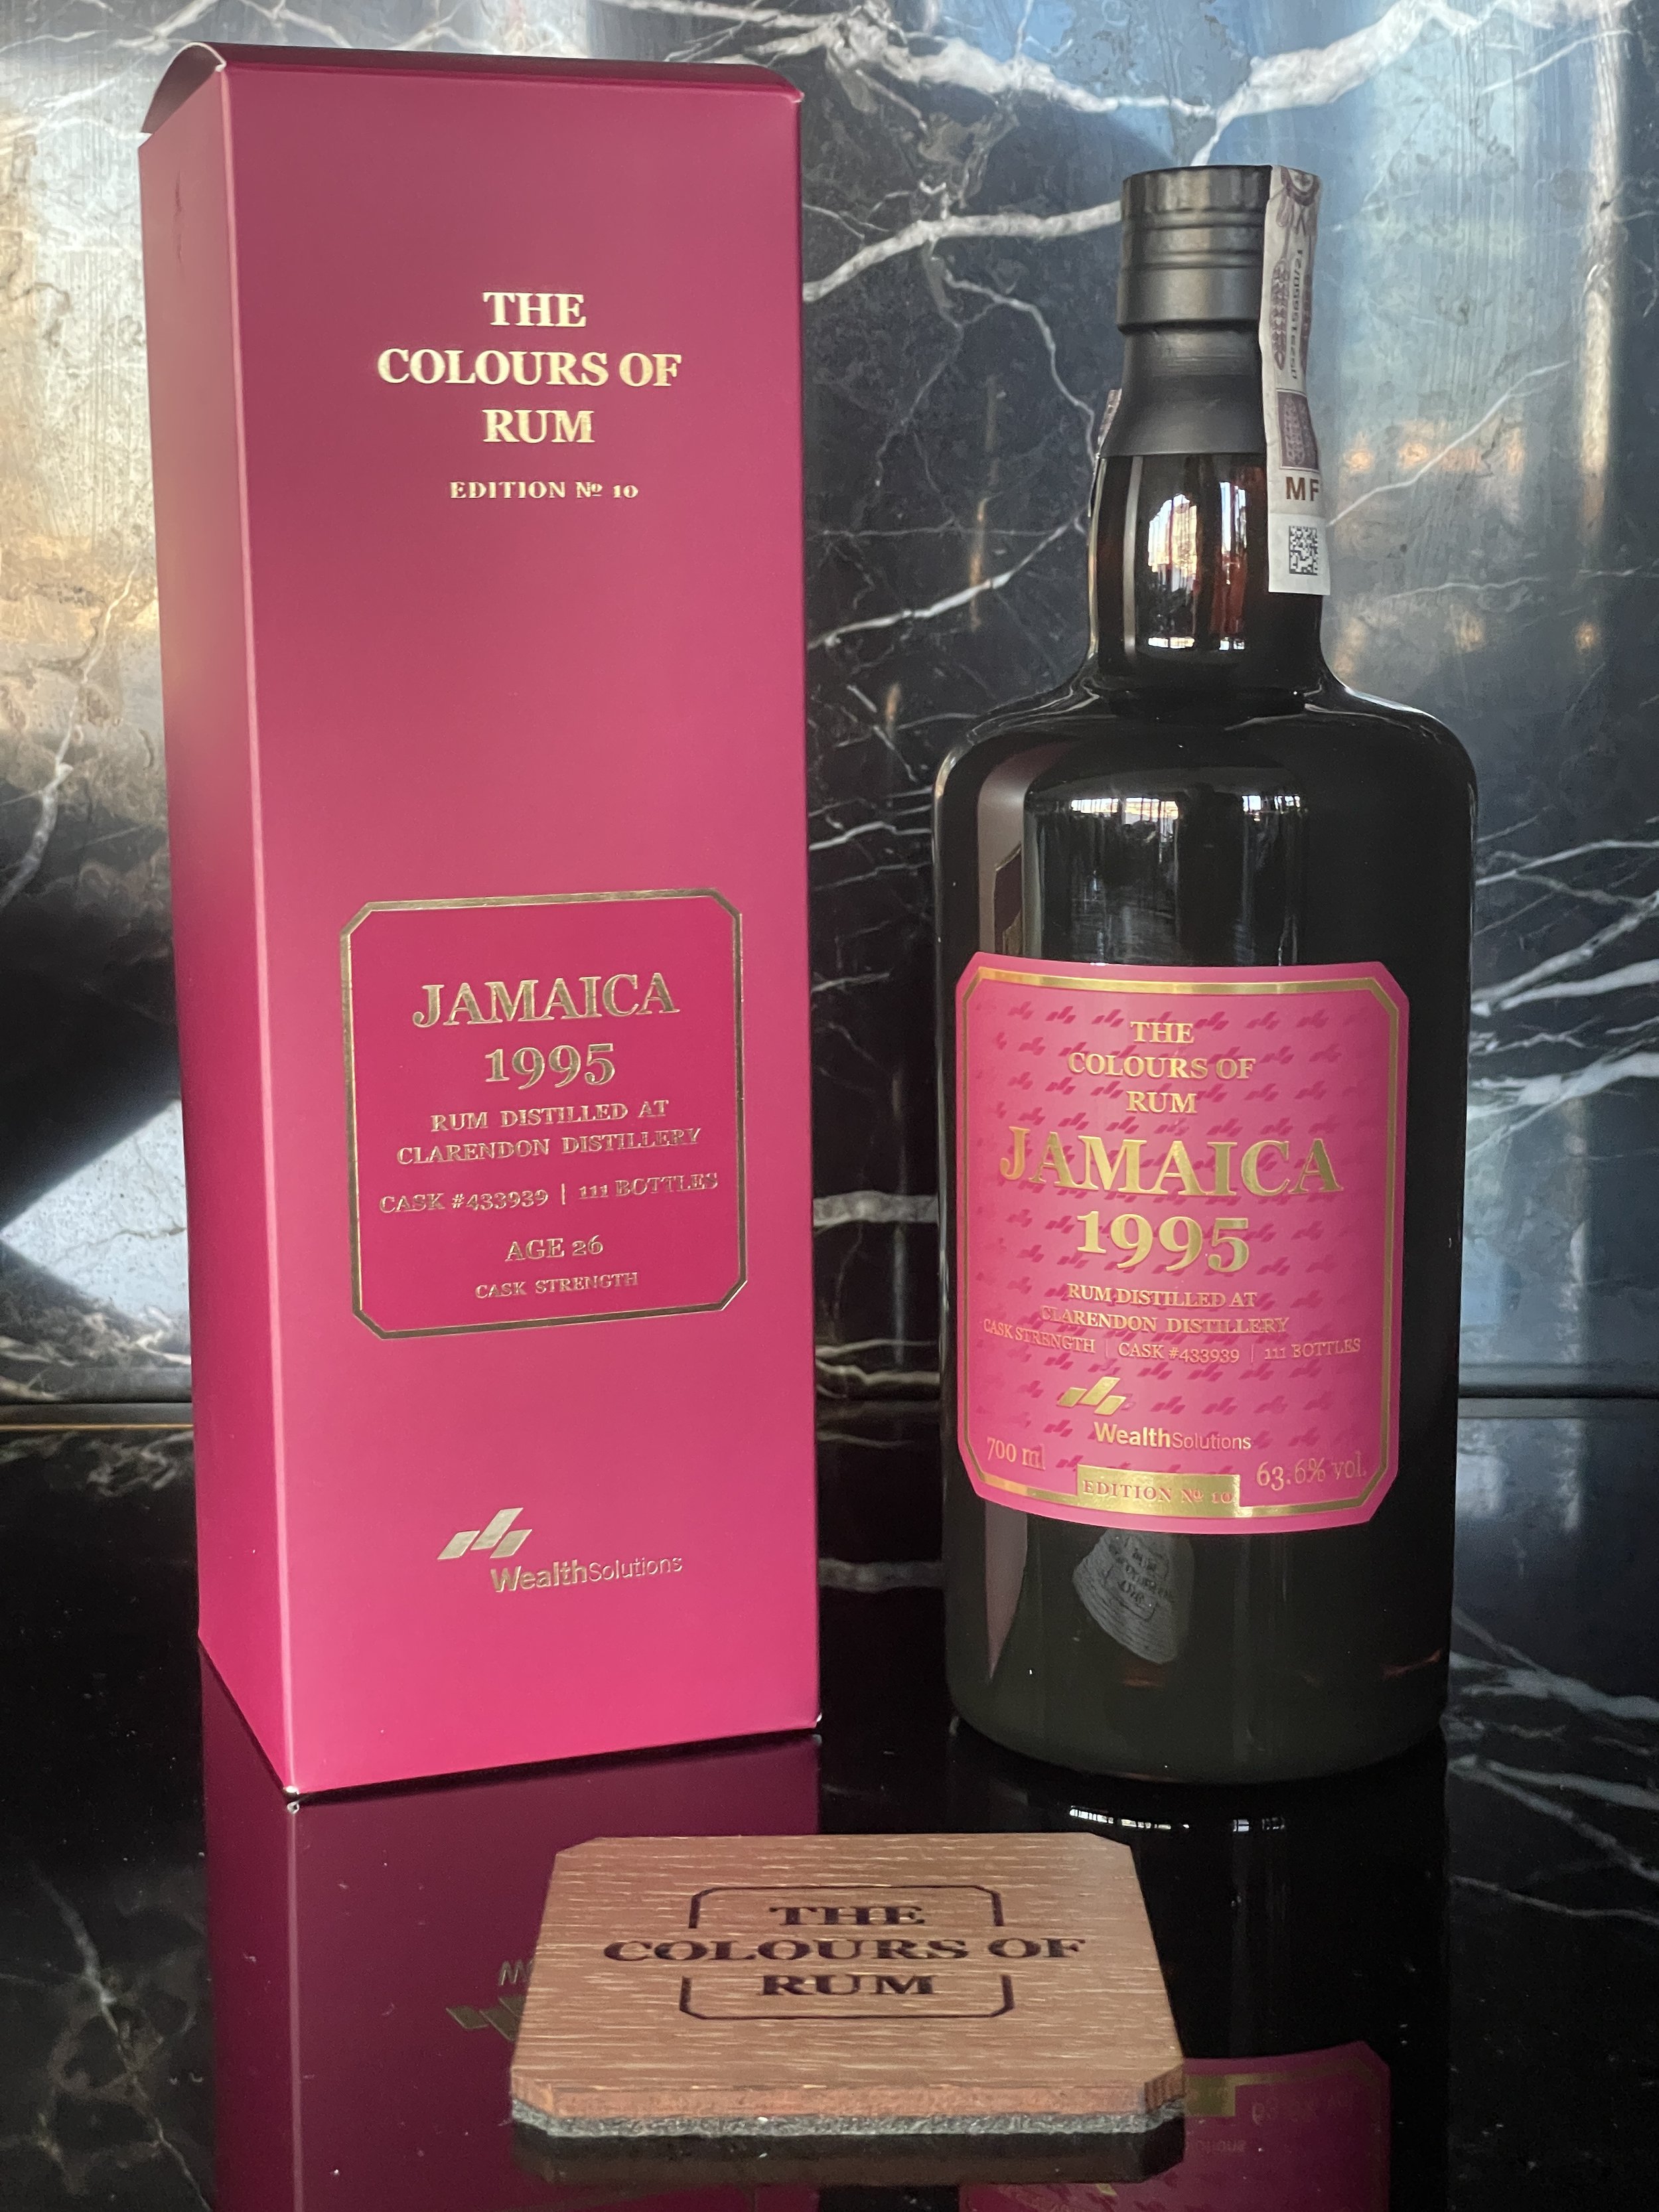 THE
COLOURS OF
RUM
EDITION Nº 10
JAMAICA
1995
RUM DISTILLED AT
CLARENDON DISTILLERY
CASK #433939 | 111 BOTTLES
AGE 26
CASK STRENGTH
WealthSolutions
MF
THE
COLOURS OF
RUM
JAMAICA
1995
RUM DISTILLED AT
CLARENDON DISTILLERY
CASK STRENGTH | CASK #433939 | 111 BOTTLES
WealthSolutions
700 ml
63.6% vol.
EDITION Nº 10
THE
COLOURS OF
RUM